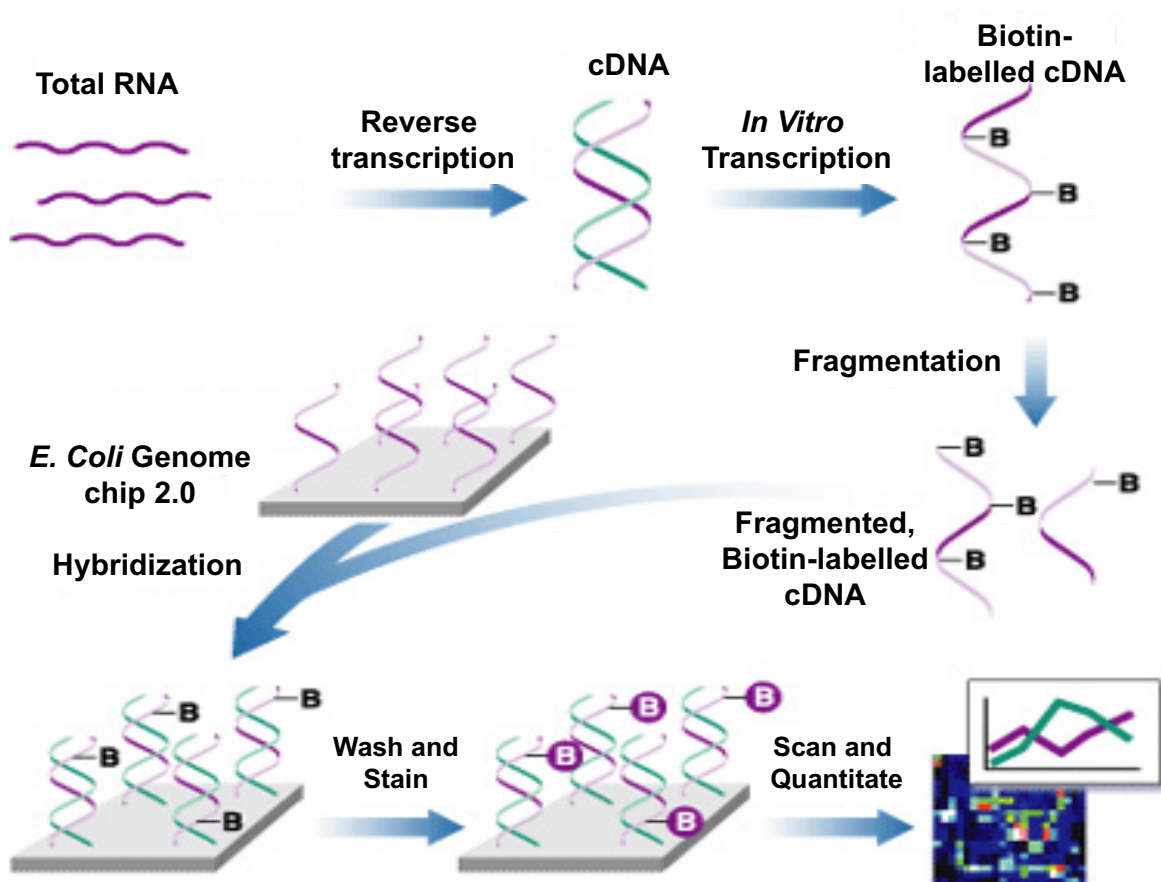 Total RNA
Reverse
transcription
cDNA
In Vitro
Transcription
Biotin-
labelled cDNA
B
B
B
B
Fragmentation
B
B
B
B
Fragmented,
Biotin-labelled
cDNA
E. Coli Genome
chip 2.0
Hybridization
B
B
B
B
Wash and
Stain
B
B
B
B
Scan and
Quantitate